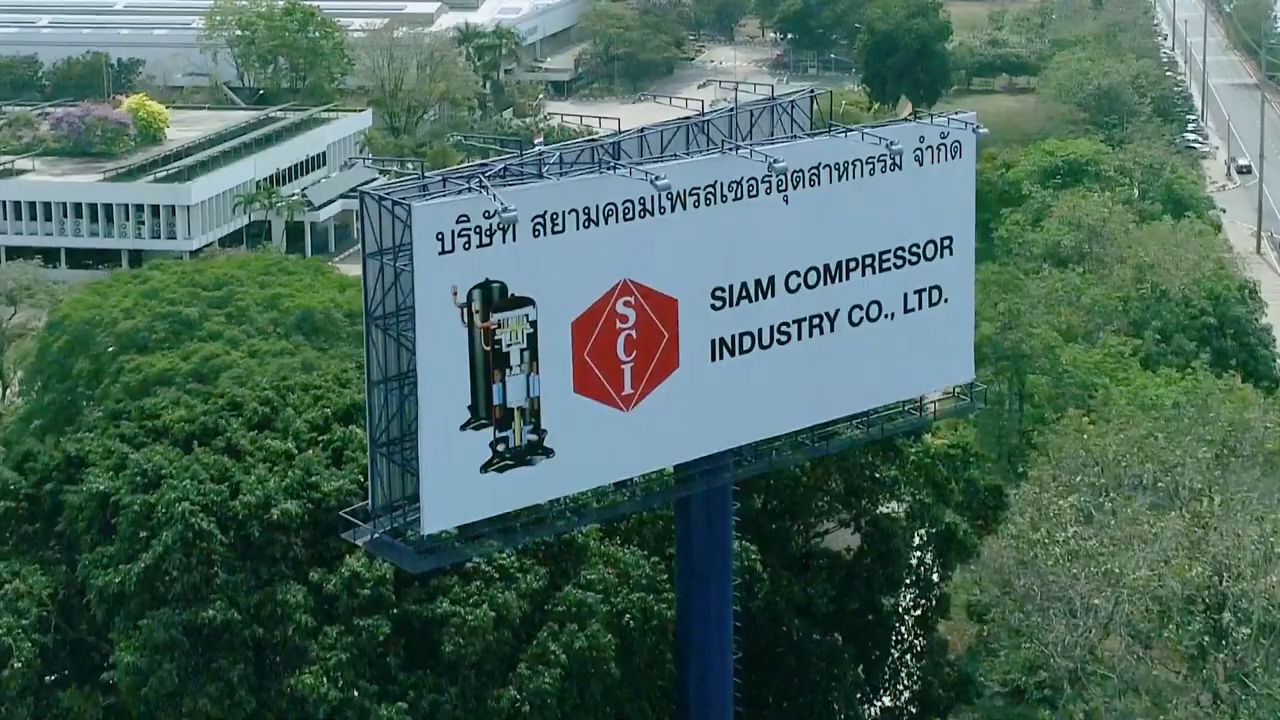 บริษัท สยามคอมเพรสเซอร์อุตสาหกรรม จำกัด
SCI
SIAM COMPRESSOR
INDUSTRY CO., LTD.